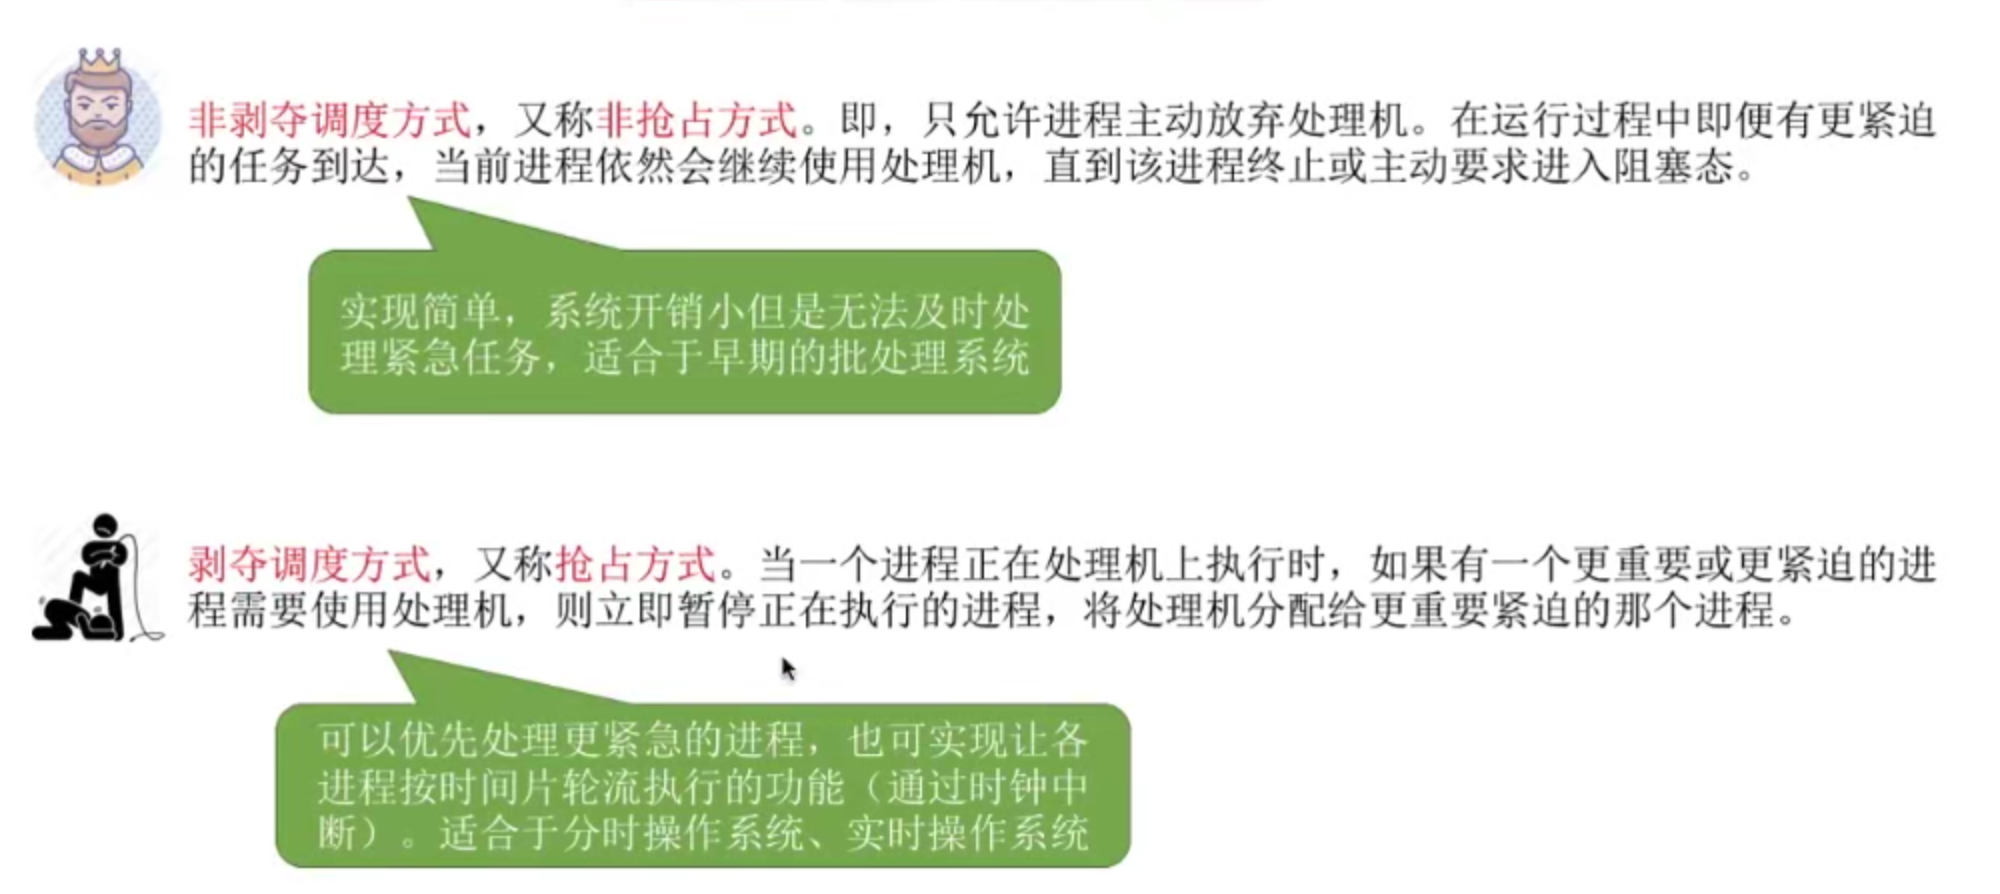 非剥夺调度方式，又称非抢占方式。即，只允许进程主动放弃处理机。在运行过程中即便有更紧迫
的任务到达，当前进程依然会继续使用处理机，直到该进程终止或主动要求进入阻塞态。
实现简单，系统开销小但是无法及时处
理紧急任务，适合于早期的批处理系统
剥夺调度方式，又称抢占方式。当一个进程正在处理机上执行时，如果有一个更重要或更紧迫的进
程需要使用处理机，则立即暂停正在执行的进程，将处理机分配给更重要紧迫的那个进程。
可以优先处理更紧急的进程，也可实现让各
进程按时间片轮流执行的功能（通过时钟中
断）。适合于分时操作系统、实时操作系统